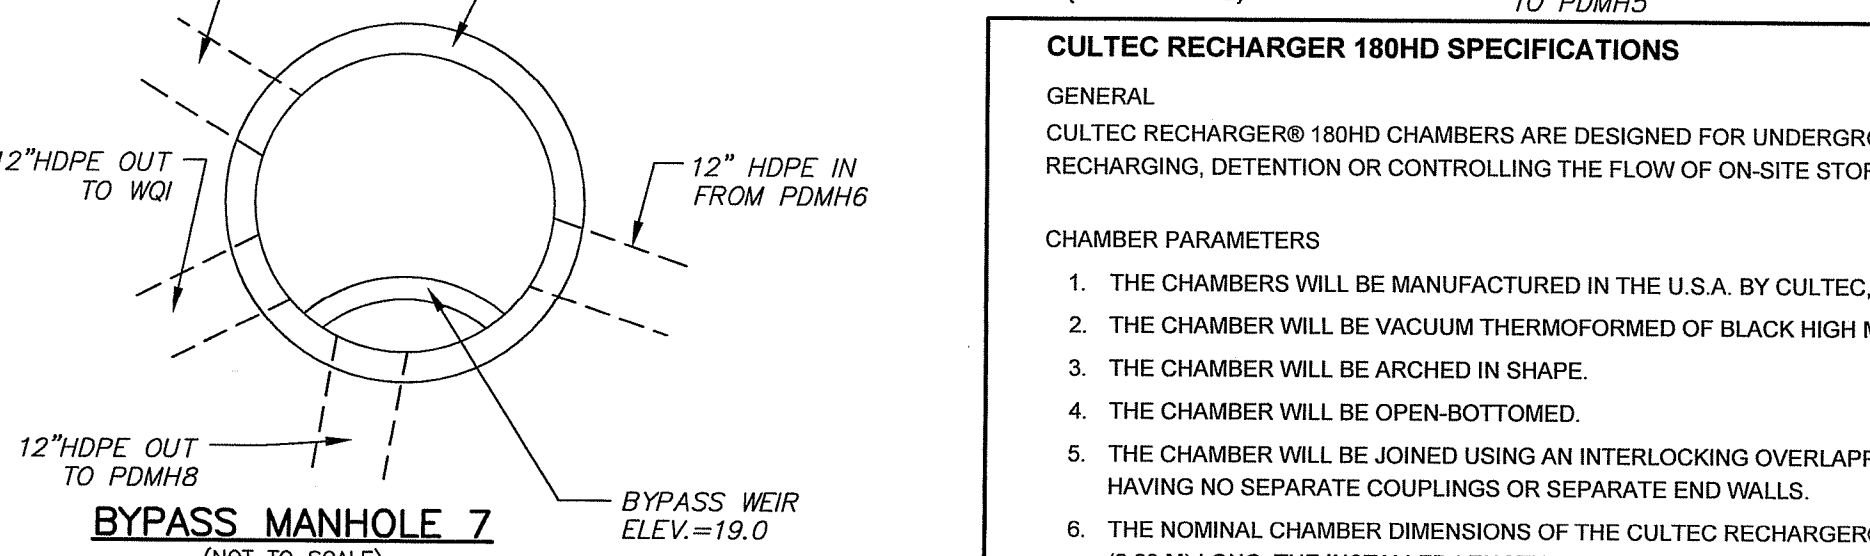 TO PDMH5
12"HDPE OUT
TO WQI
12" HDPE IN
FROM PDMH6
12"HDPE OUT
TO PDMH8
BYPASS WEIR
ELEV.=19.0
BYPASS MANHOLE 7
(NOT TO SCALE)
CULTEC RECHARGER 180HD SPECIFICATIONS
GENERAL
CULTEC RECHARGER® 180HD CHAMBERS ARE DESIGNED FOR
RECHARGING, DETENTION OR CONTROLLING THE FLOW OF ON-SITE
CHAMBER PARAMETERS
1. THE CHAMBERS WILL BE MANUFACTURED IN THE U.S.A. BY CULTEC,
2. THE CHAMBER WILL BE VACUUM THERMOFORMED OF BLACK HIGH
3. THE CHAMBER WILL BE ARCHED IN SHAPE.
4. THE CHAMBER WILL BE OPEN-BOTTOMED.
5. THE CHAMBER WILL BE JOINED USING AN INTERLOCKING
HAVING NO SEPARATE COUPLINGS OR SEPARATE END WALLS.
6. THE NOMINAL CHAMBER DIMENSIONS OF THE CULTEC